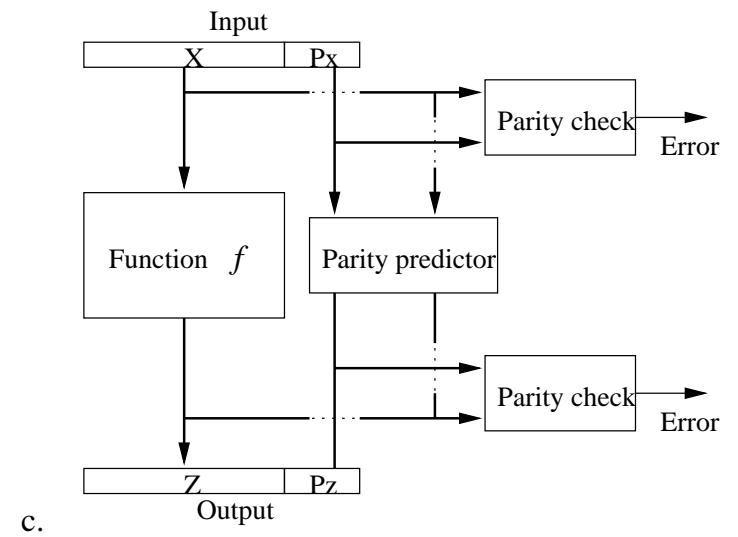 Input
X Px
Parity check
Error
Function f
Parity predictor
Parity check
Error
Z Pz
Output
c.